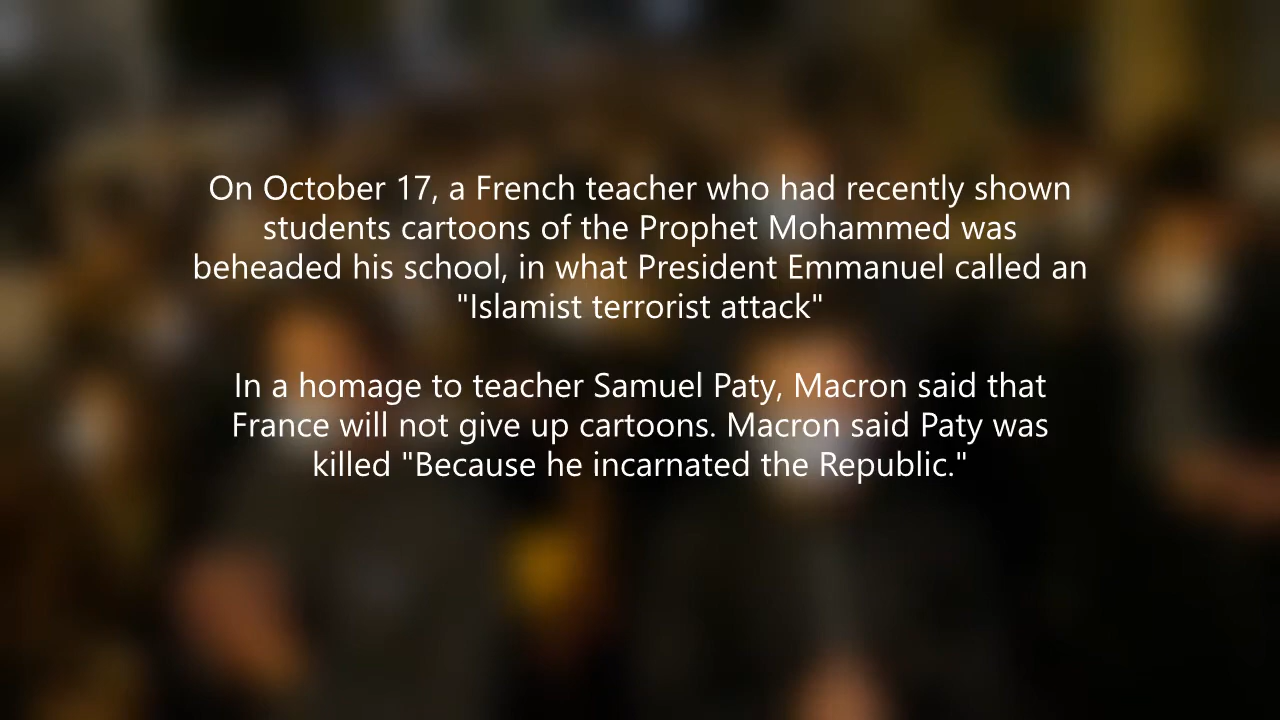 On October 17, a French teacher who had recently shown
students cartoons of the Prophet Mohammed was
beheaded his school, in what President Emmanuel called an
"Islamist terrorist attack"
In a homage to teacher Samuel Paty, Macron said that
France will not give up cartoons. Macron said Paty was
killed "Because he incarnated the Republic."